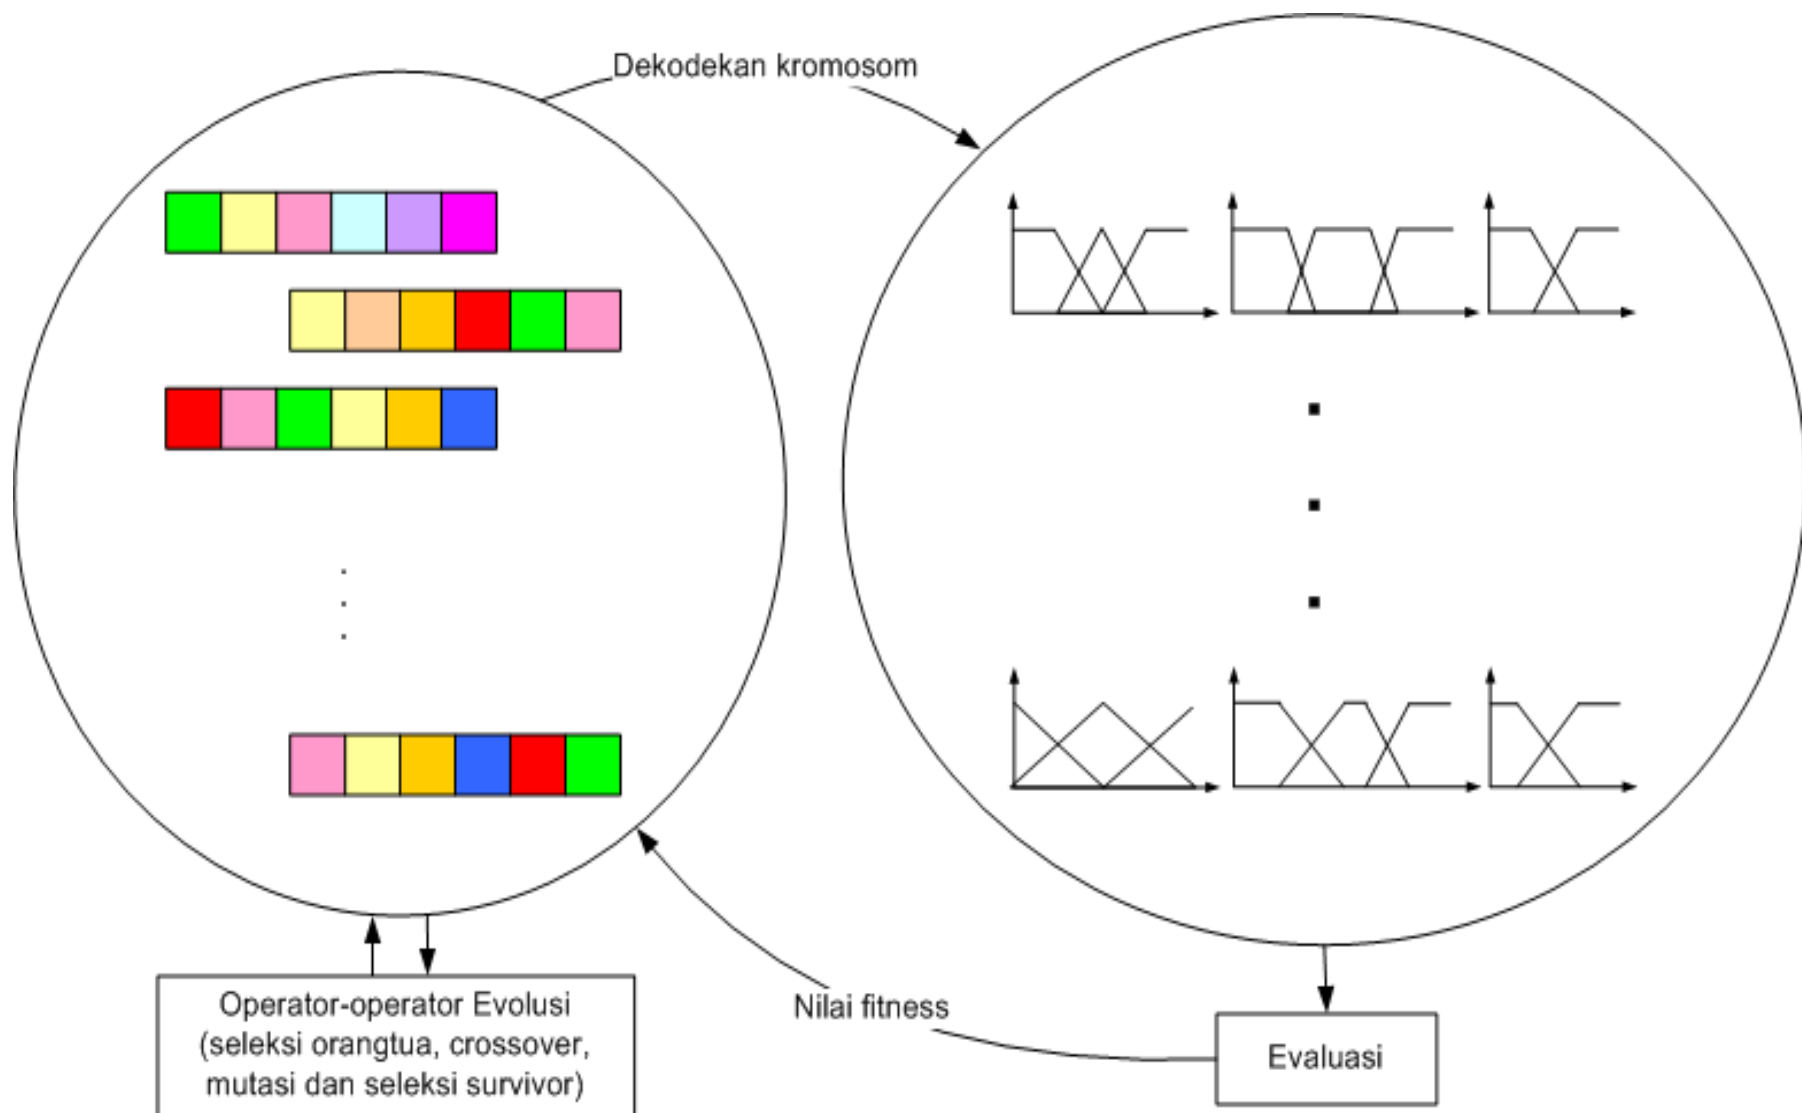 Dekodekan kromosom
Nilai fitness
Operator-operator Evolusi
(seleksi orangtua, crossover,
mutasi dan seleksi survivor)
Evaluasi